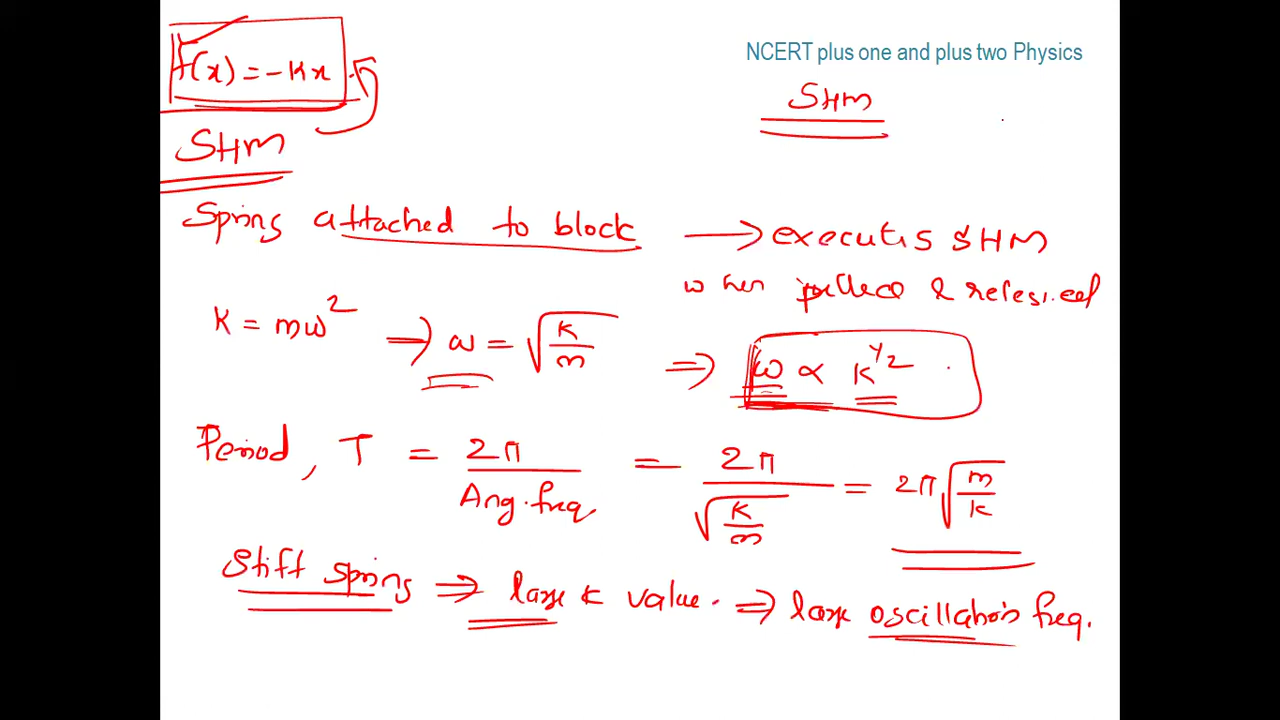 NCERT plus one and plus two Physics
f(x) = -kx
SHM
SHM
Spring attached to block → executes SHM
when pulled & released
K = mω² ⇒ ω = √(k/m) ⇒ ω ∝ k^1/2
Period, T = 2π/Ang.freq = 2π/√(k/m) = 2π√(m/k)
Stiff spring ⇒ large k value. ⇒ large oscillations freq.